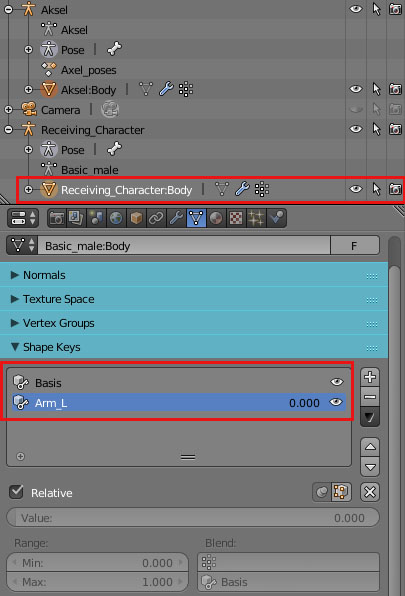 Aksel
Aksel
Pose
Axel_poses
Aksel:Body
Camera
Receiving_Character
Pose
Basic_male
Receiving_Character:Body
Basic_male:Body F
Normals
Texture Space
Vertex Groups
Shape Keys
Basis
Arm_L 0.000
Relative
Value: 0.000
Range: Blend:
Min: 0.000
Max: 1.000 Basis